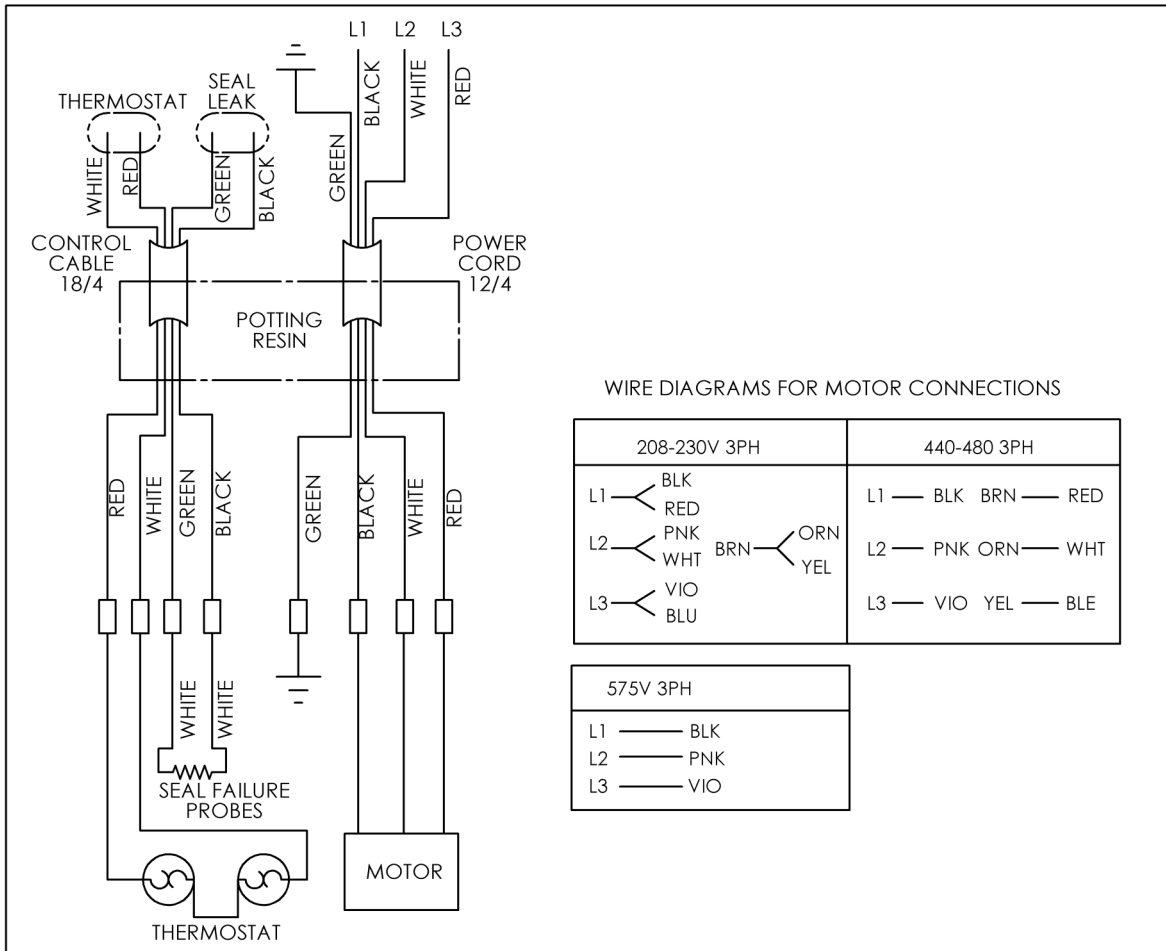 L1 L2 L3
THERMOSTAT
SEAL
LEAK
WHITE
RED
GREEN
BLACK
GREEN
BLACK
WHITE
RED
CONTROL
CABLE
18/4
POWER
CORD
12/4
POTTING
RESIN
RED
WHITE
GREEN
BLACK
GREEN
BLACK
WHITE
RED
WHITE
WHITE
SEAL FAILURE
PROBES
THERMOSTAT
MOTOR
WIRE DIAGRAMS FOR MOTOR CONNECTIONS
208-230V 3PH
L1 BLK
RED
L2 PNK
WHT
L3 VIO
BLU
BRN ORN
YEL
440-480 3PH
L1 BLK BRN RED
L2 PNK ORN WHT
L3 VIO YEL BLE
575V 3PH
L1 BLK
L2 PNK
L3 VIO